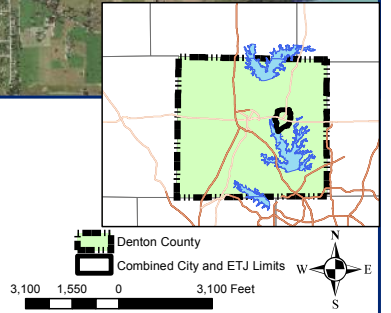 Denton County
Combined City and ETJ Limits
N
W E
S
3,100 1,550 0 3,100 Feet